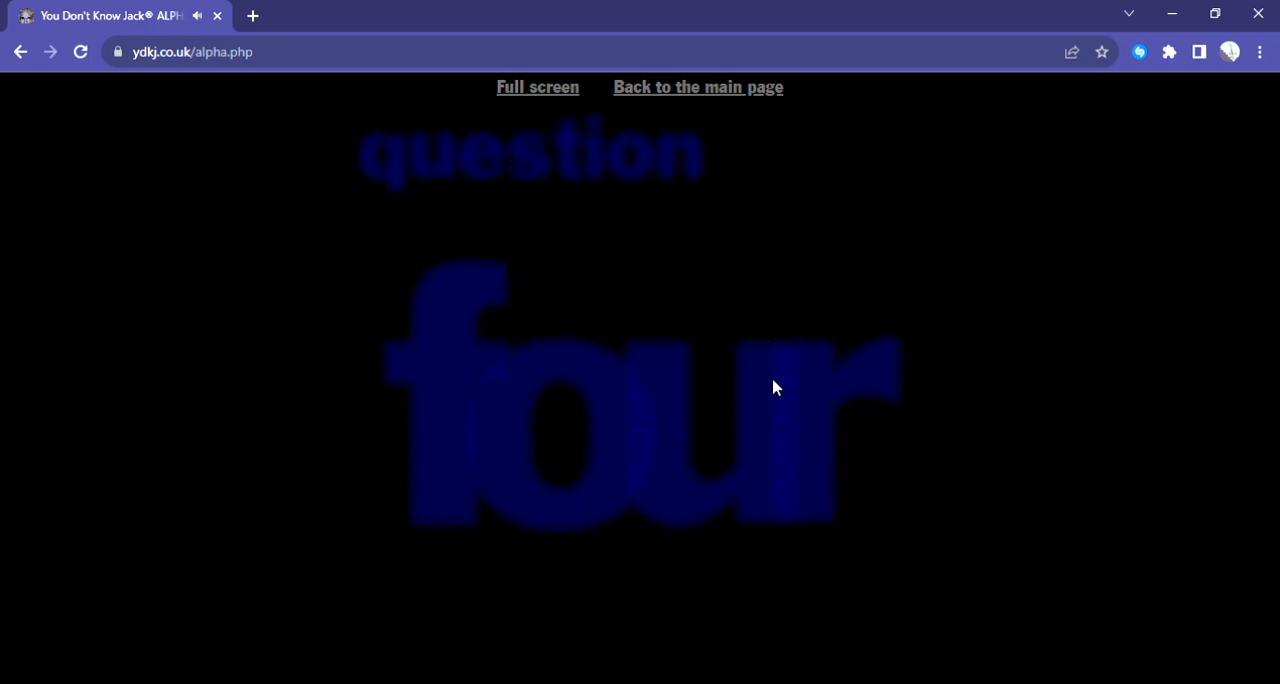 You Don't Know Jack® ALPH
ydkj.co.uk/alpha.php
Full screen Back to the main page
question
four